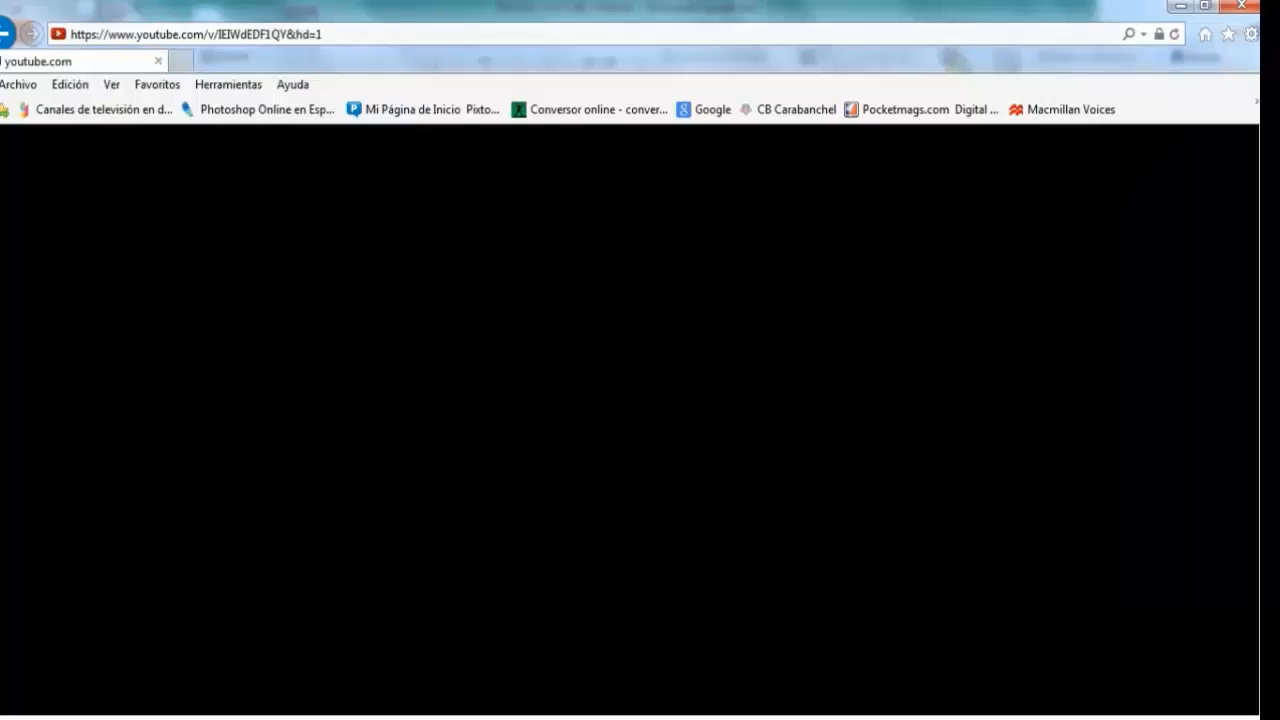 https://www.youtube.com/v/IEIWdEDF1QY&hd=1
youtube.com
Archivo Edición Ver Favoritos Herramientas Ayuda
Canales de televisión en d... Photoshop Online en Esp... Mi Página de Inicio Pixto... Conversor online - conver... Google CB Carabanchel Pocketmags.com Digital ... Macmillan Voices